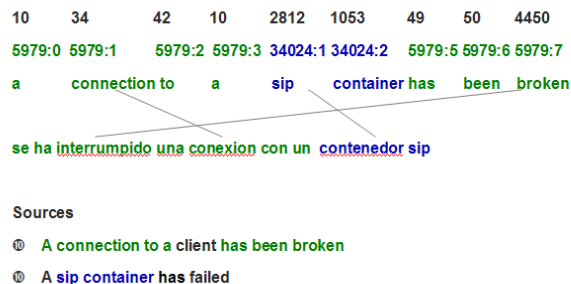 10 34 42 10 2812 1053 49 50 4450
5979:0 5979:1 5979:2 5979:3 34024:1 34024:2 5979:5 5979:6 5979:7
a connection to a sip container has been broken
se ha interrumpido una conexion con un contenedor sip
Sources
⑩ A connection to a client has been broken
⑩ A sip container has failed